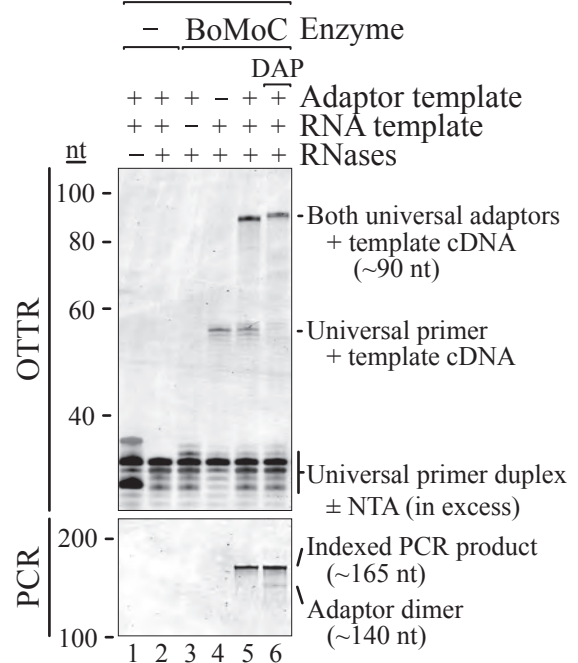 – BoMoC Enzyme
DAP
+ + + – + + Adaptor template
+ + – + + + RNA template
nt – + + + + + RNases
100
80
60
40
OTTR
Both universal adaptors
+ template cDNA
(~90 nt)
Universal primer
+ template cDNA
Universal primer duplex
± NTA (in excess)
200
100
PCR
Indexed PCR product
(~165 nt)
Adaptor dimer
(~140 nt)
1 2 3 4 5 6